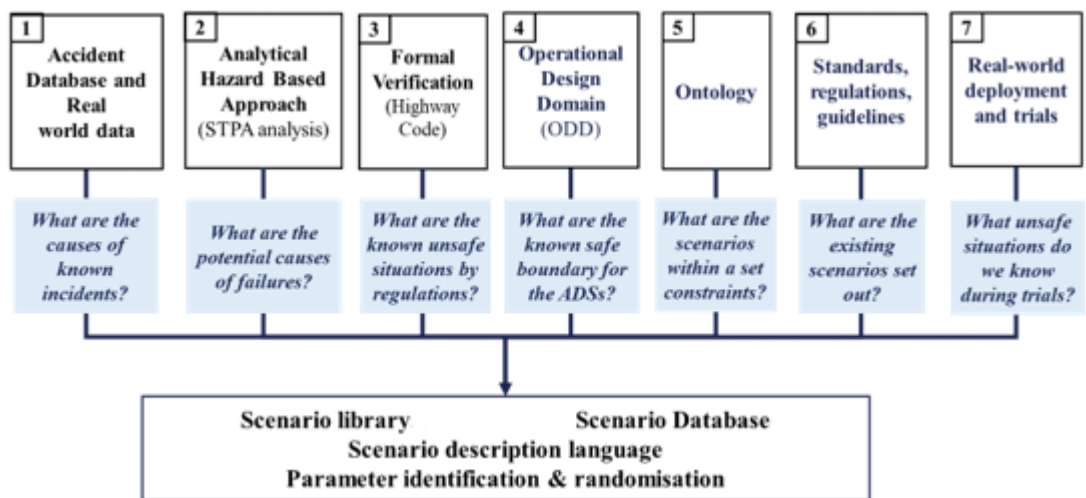 1
Accident
Database and
Real
world data
2
Analytical
Hazard Based
Approach
(STPA analysis)
3
Formal
Verification
(Highway
Code)
4
Operational
Design
Domain
(ODD)
5
Ontology
6
Standards,
regulations,
guidelines
7
Real-world
deployment
and trials
What are the
causes of
known
incidents?
What are the
potential causes
of failures?
What are the
known unsafe
situations by
regulations?
What are the
known safe
boundary for
the ADSs?
What are the
scenarios
within a set
constraints?
What are the
existing
scenarios set
out?
What unsafe
situations do
we know
during trials?
Scenario library Scenario Database
Scenario description language
Parameter identification & randomisation